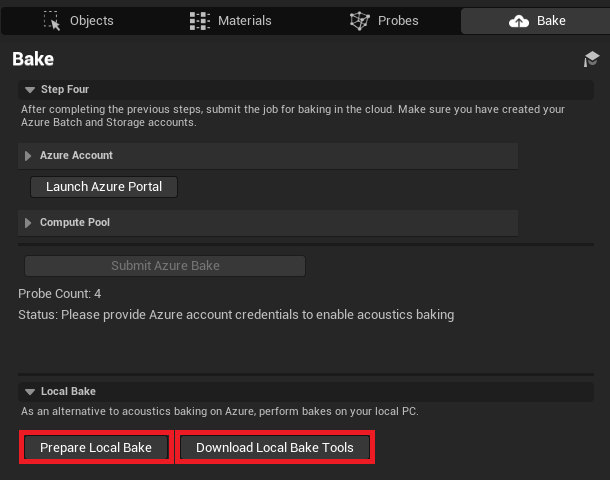 Objects
Materials
Probes
Bake
Bake
Step Four
After completing the previous steps, submit the job for baking in the cloud. Make sure you have created your
Azure Batch and Storage accounts.
Azure Account
Launch Azure Portal
Compute Pool
Submit Azure Bake
Probe Count: 4
Status: Please provide Azure account credentials to enable acoustics baking
Local Bake
As an alternative to acoustics baking on Azure, perform bakes on your local PC.
Prepare Local Bake
Download Local Bake Tools